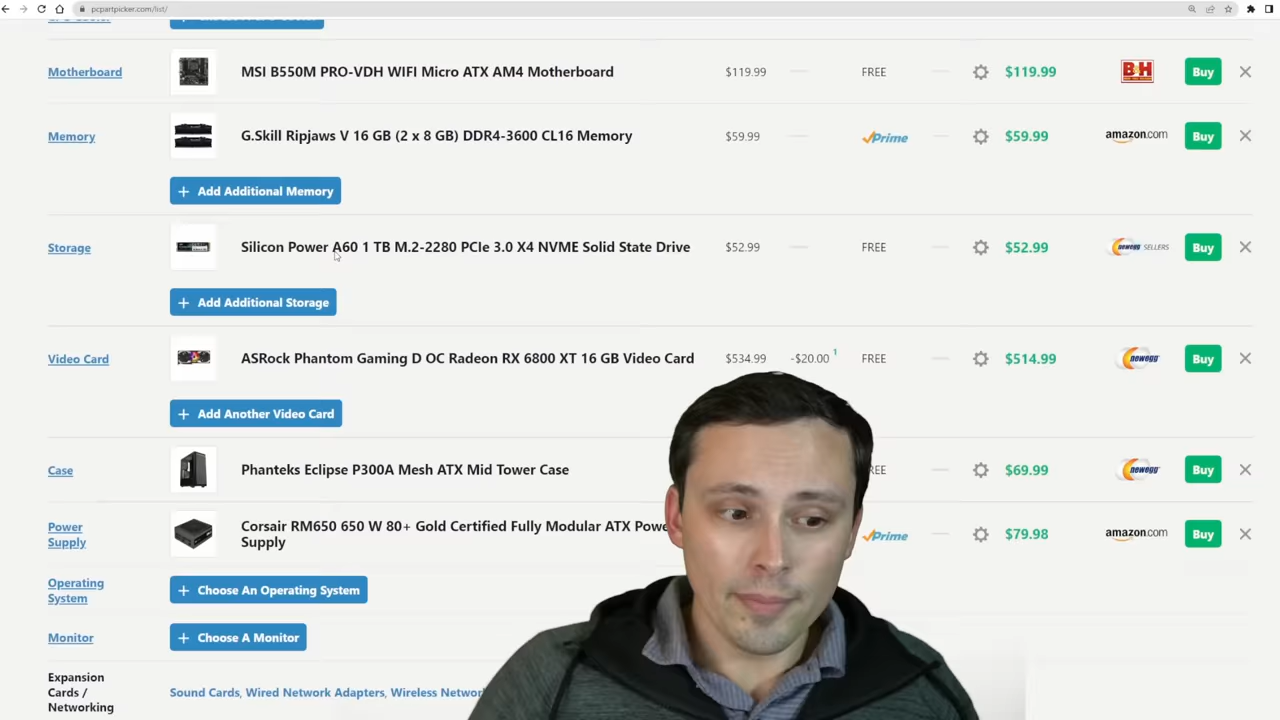 pcpartpicker.com/list/
Motherboard MSI B550M PRO-VDH WIFI Micro ATX AM4 Motherboard $119.99 FREE $119.99 B&H Buy
Memory G.Skill Ripjaws V 16 GB (2 x 8 GB) DDR4-3600 CL16 Memory $59.99 Prime $59.99 amazon.com Buy
+ Add Additional Memory
Storage Silicon Power A60 1 TB M.2-2280 PCIe 3.0 X4 NVME Solid State Drive $52.99 FREE $52.99 newegg SELLERS Buy
+ Add Additional Storage
Video Card ASRock Phantom Gaming D OC Radeon RX 6800 XT 16 GB Video Card $534.99 -$20.00 1 FREE $514.99 newegg Buy
+ Add Another Video Card
Case Phanteks Eclipse P300A Mesh ATX Mid Tower Case REE $69.99 newegg Buy
Power Supply Corsair RM650 650 W 80+ Gold Certified Fully Modular ATX Powe
Supply Prime $79.98 amazon.com Buy
Operating System + Choose An Operating System
Monitor + Choose A Monitor
Expansion
Cards /
Networking
Sound Cards, Wired Network Adapters, Wireless Networ